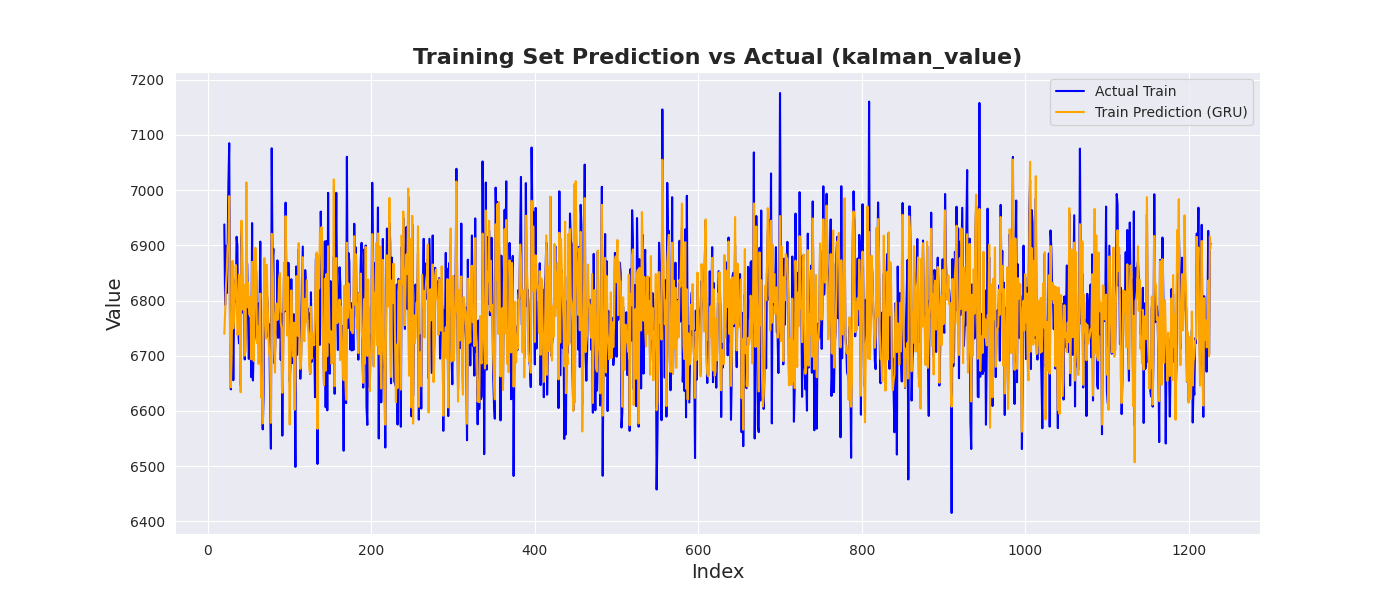 Training Set Prediction vs Actual (kalman_value)
Actual Train
Train Prediction (GRU)
Value
7200
7100
7000
6900
6800
6700
6600
6500
6400
0 200 400 600 800 1000 1200
Index